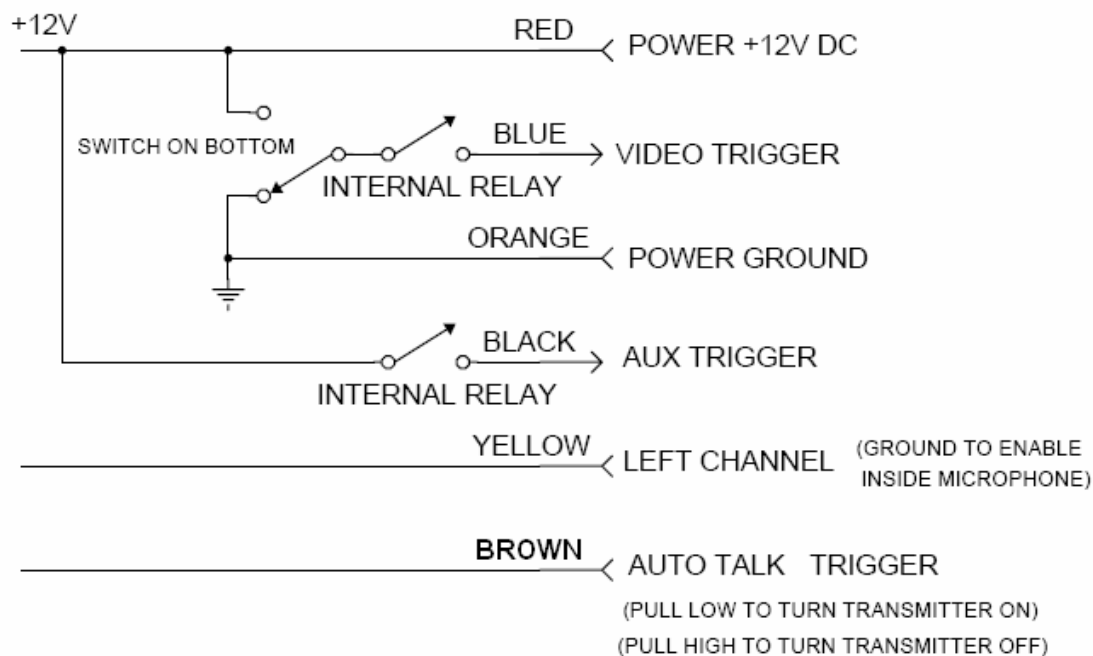 +12V
RED
POWER +12V DC
SWITCH ON BOTTOM
BLUE
VIDEO TRIGGER
INTERNAL RELAY
ORANGE
POWER GROUND
BLACK
AUX TRIGGER
INTERNAL RELAY
YELLOW
LEFT CHANNEL
(GROUND TO ENABLE
INSIDE MICROPHONE)
BROWN
AUTO TALK TRIGGER
(PULL LOW TO TURN TRANSMITTER ON)
(PULL HIGH TO TURN TRANSMITTER OFF)